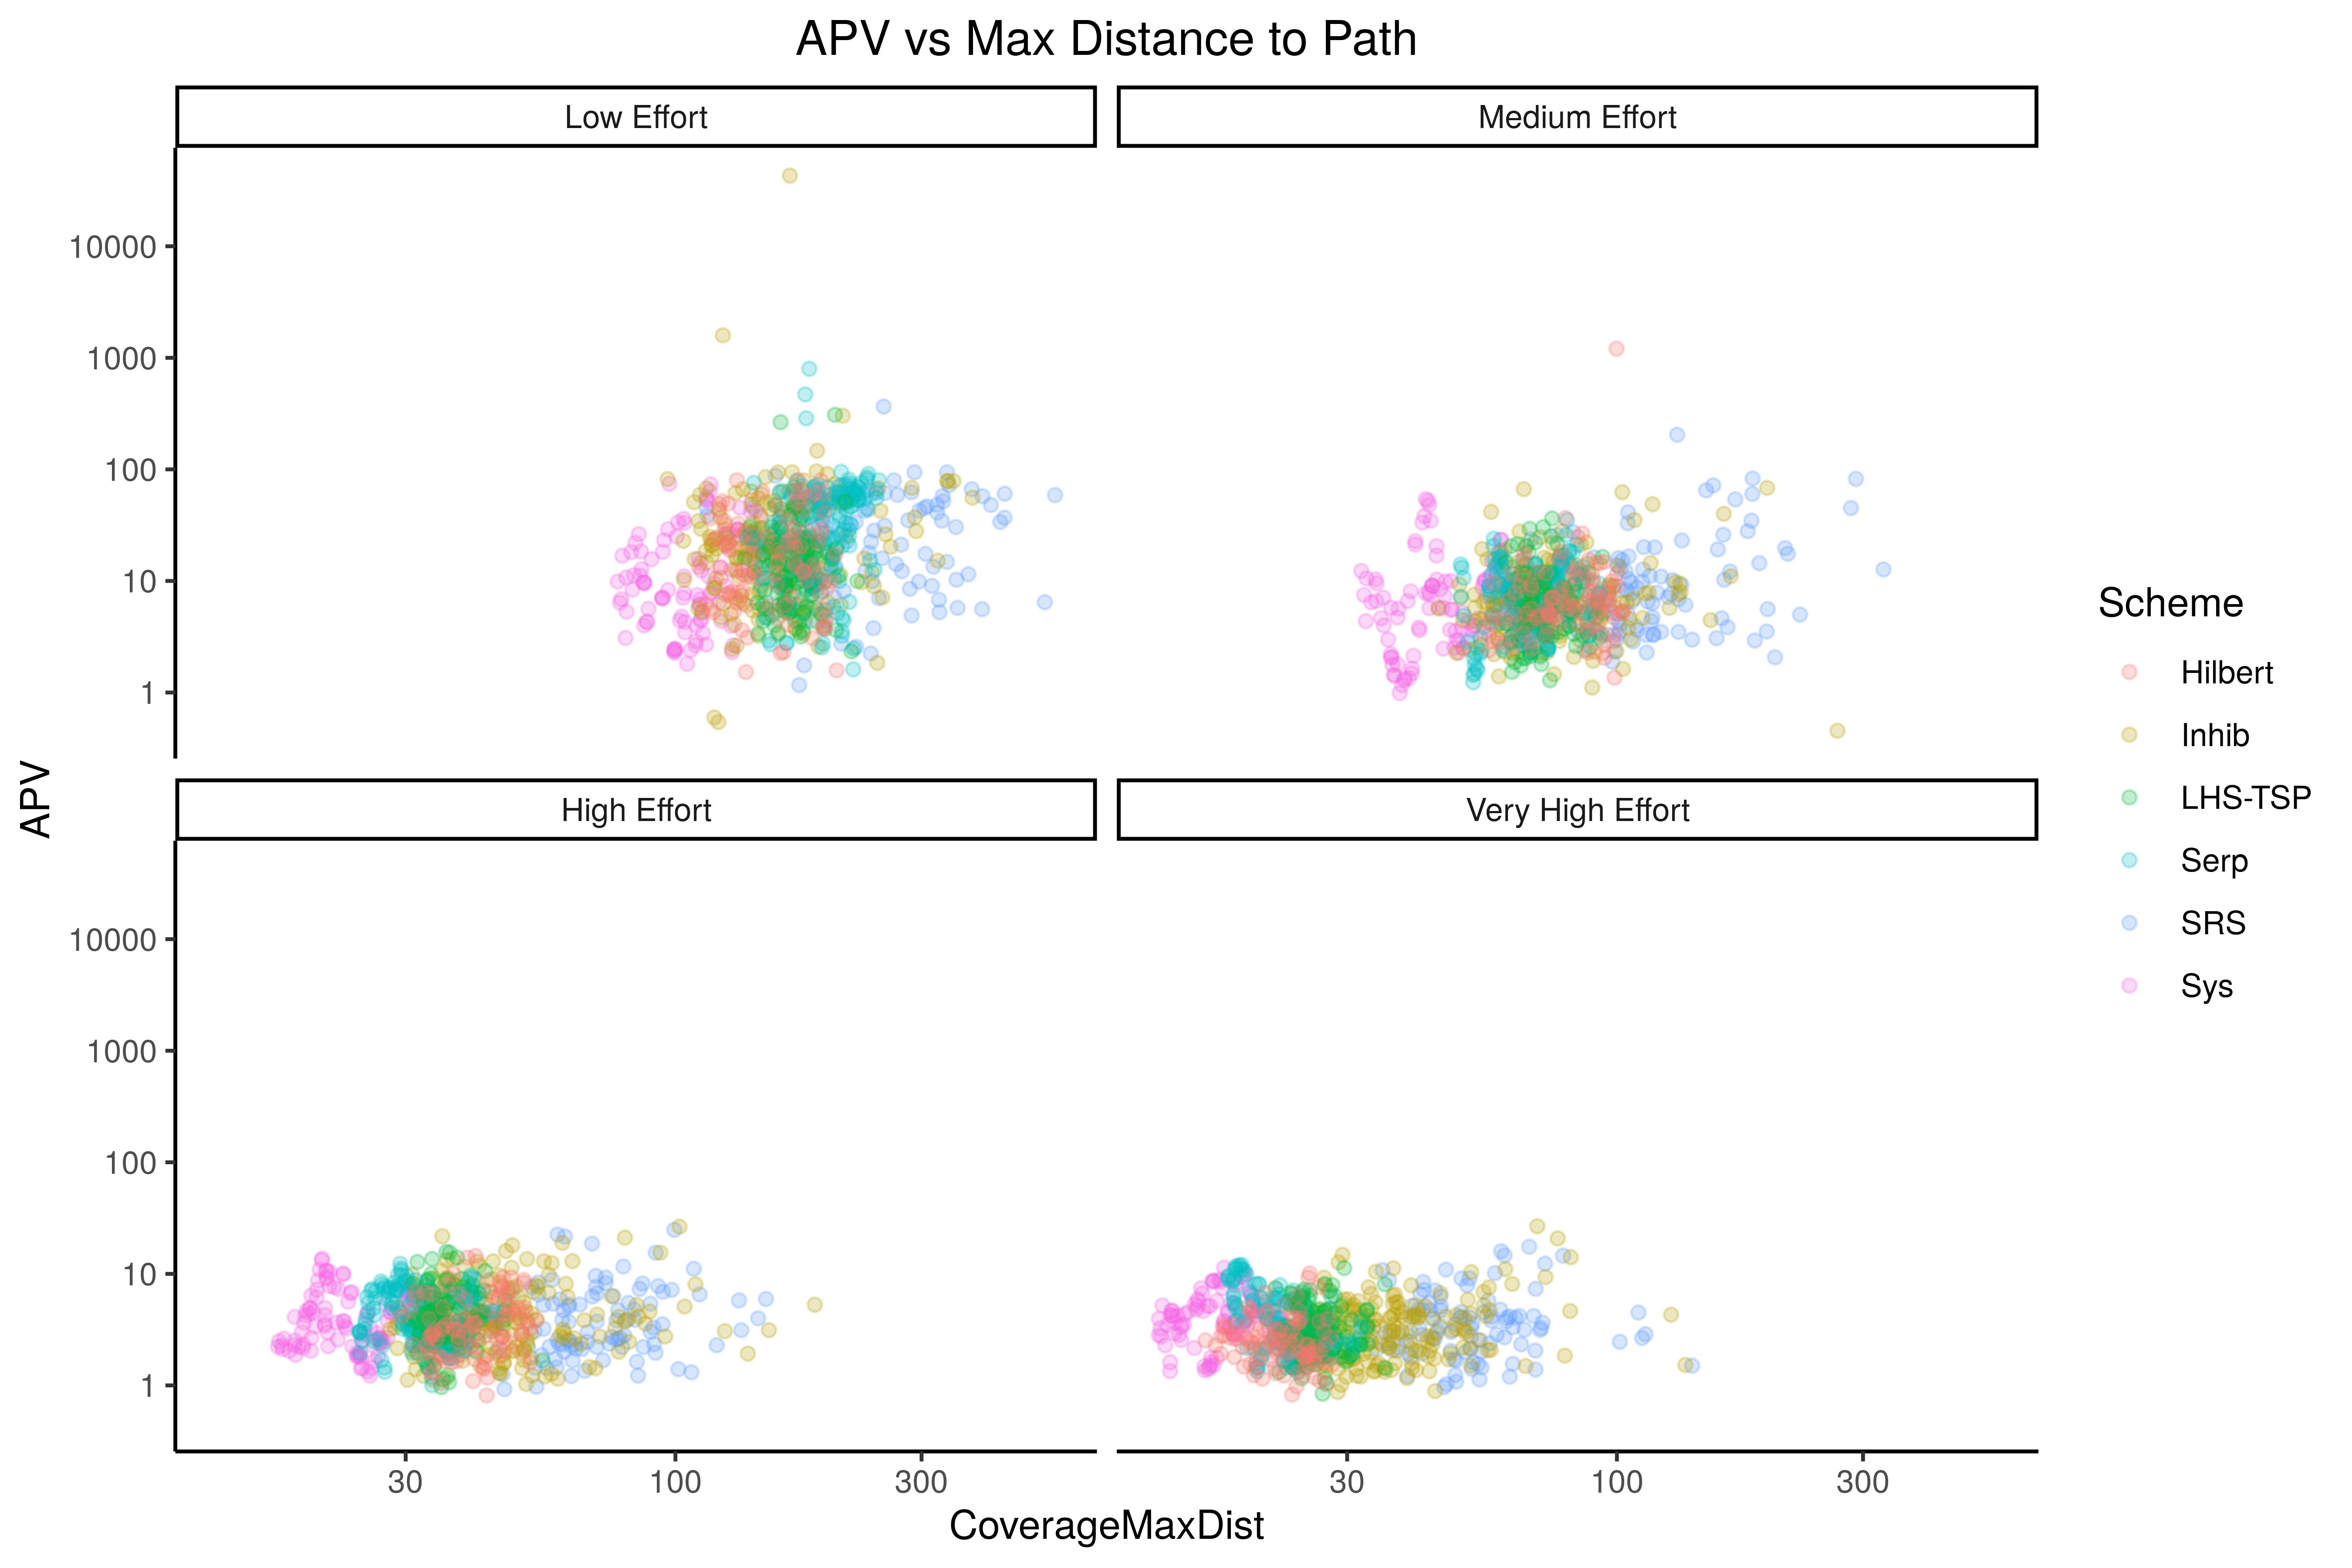 APV vs Max Distance to Path
Low Effort
Medium Effort
10000
1000
100
10
1
High Effort
Very High Effort
10000
1000
100
10
1
30
100
300
30
100
300
CoverageMaxDist
APV
Scheme
Hilbert
Inhib
LHS-TSP
Serp
SRS
Sys